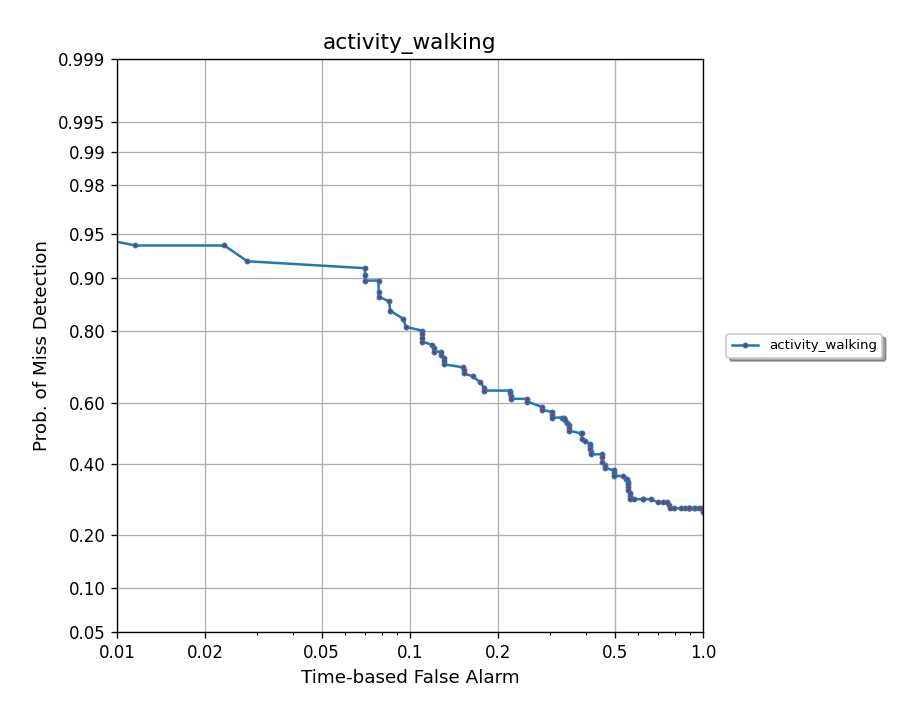 activity_walking
0.999
0.995
0.99
0.98
0.95
0.90
0.80
0.60
0.40
0.20
0.10
0.05
Prob. of Miss Detection
0.01 0.02 0.05 0.1 0.2 0.5 1.0
Time-based False Alarm
activity_walking